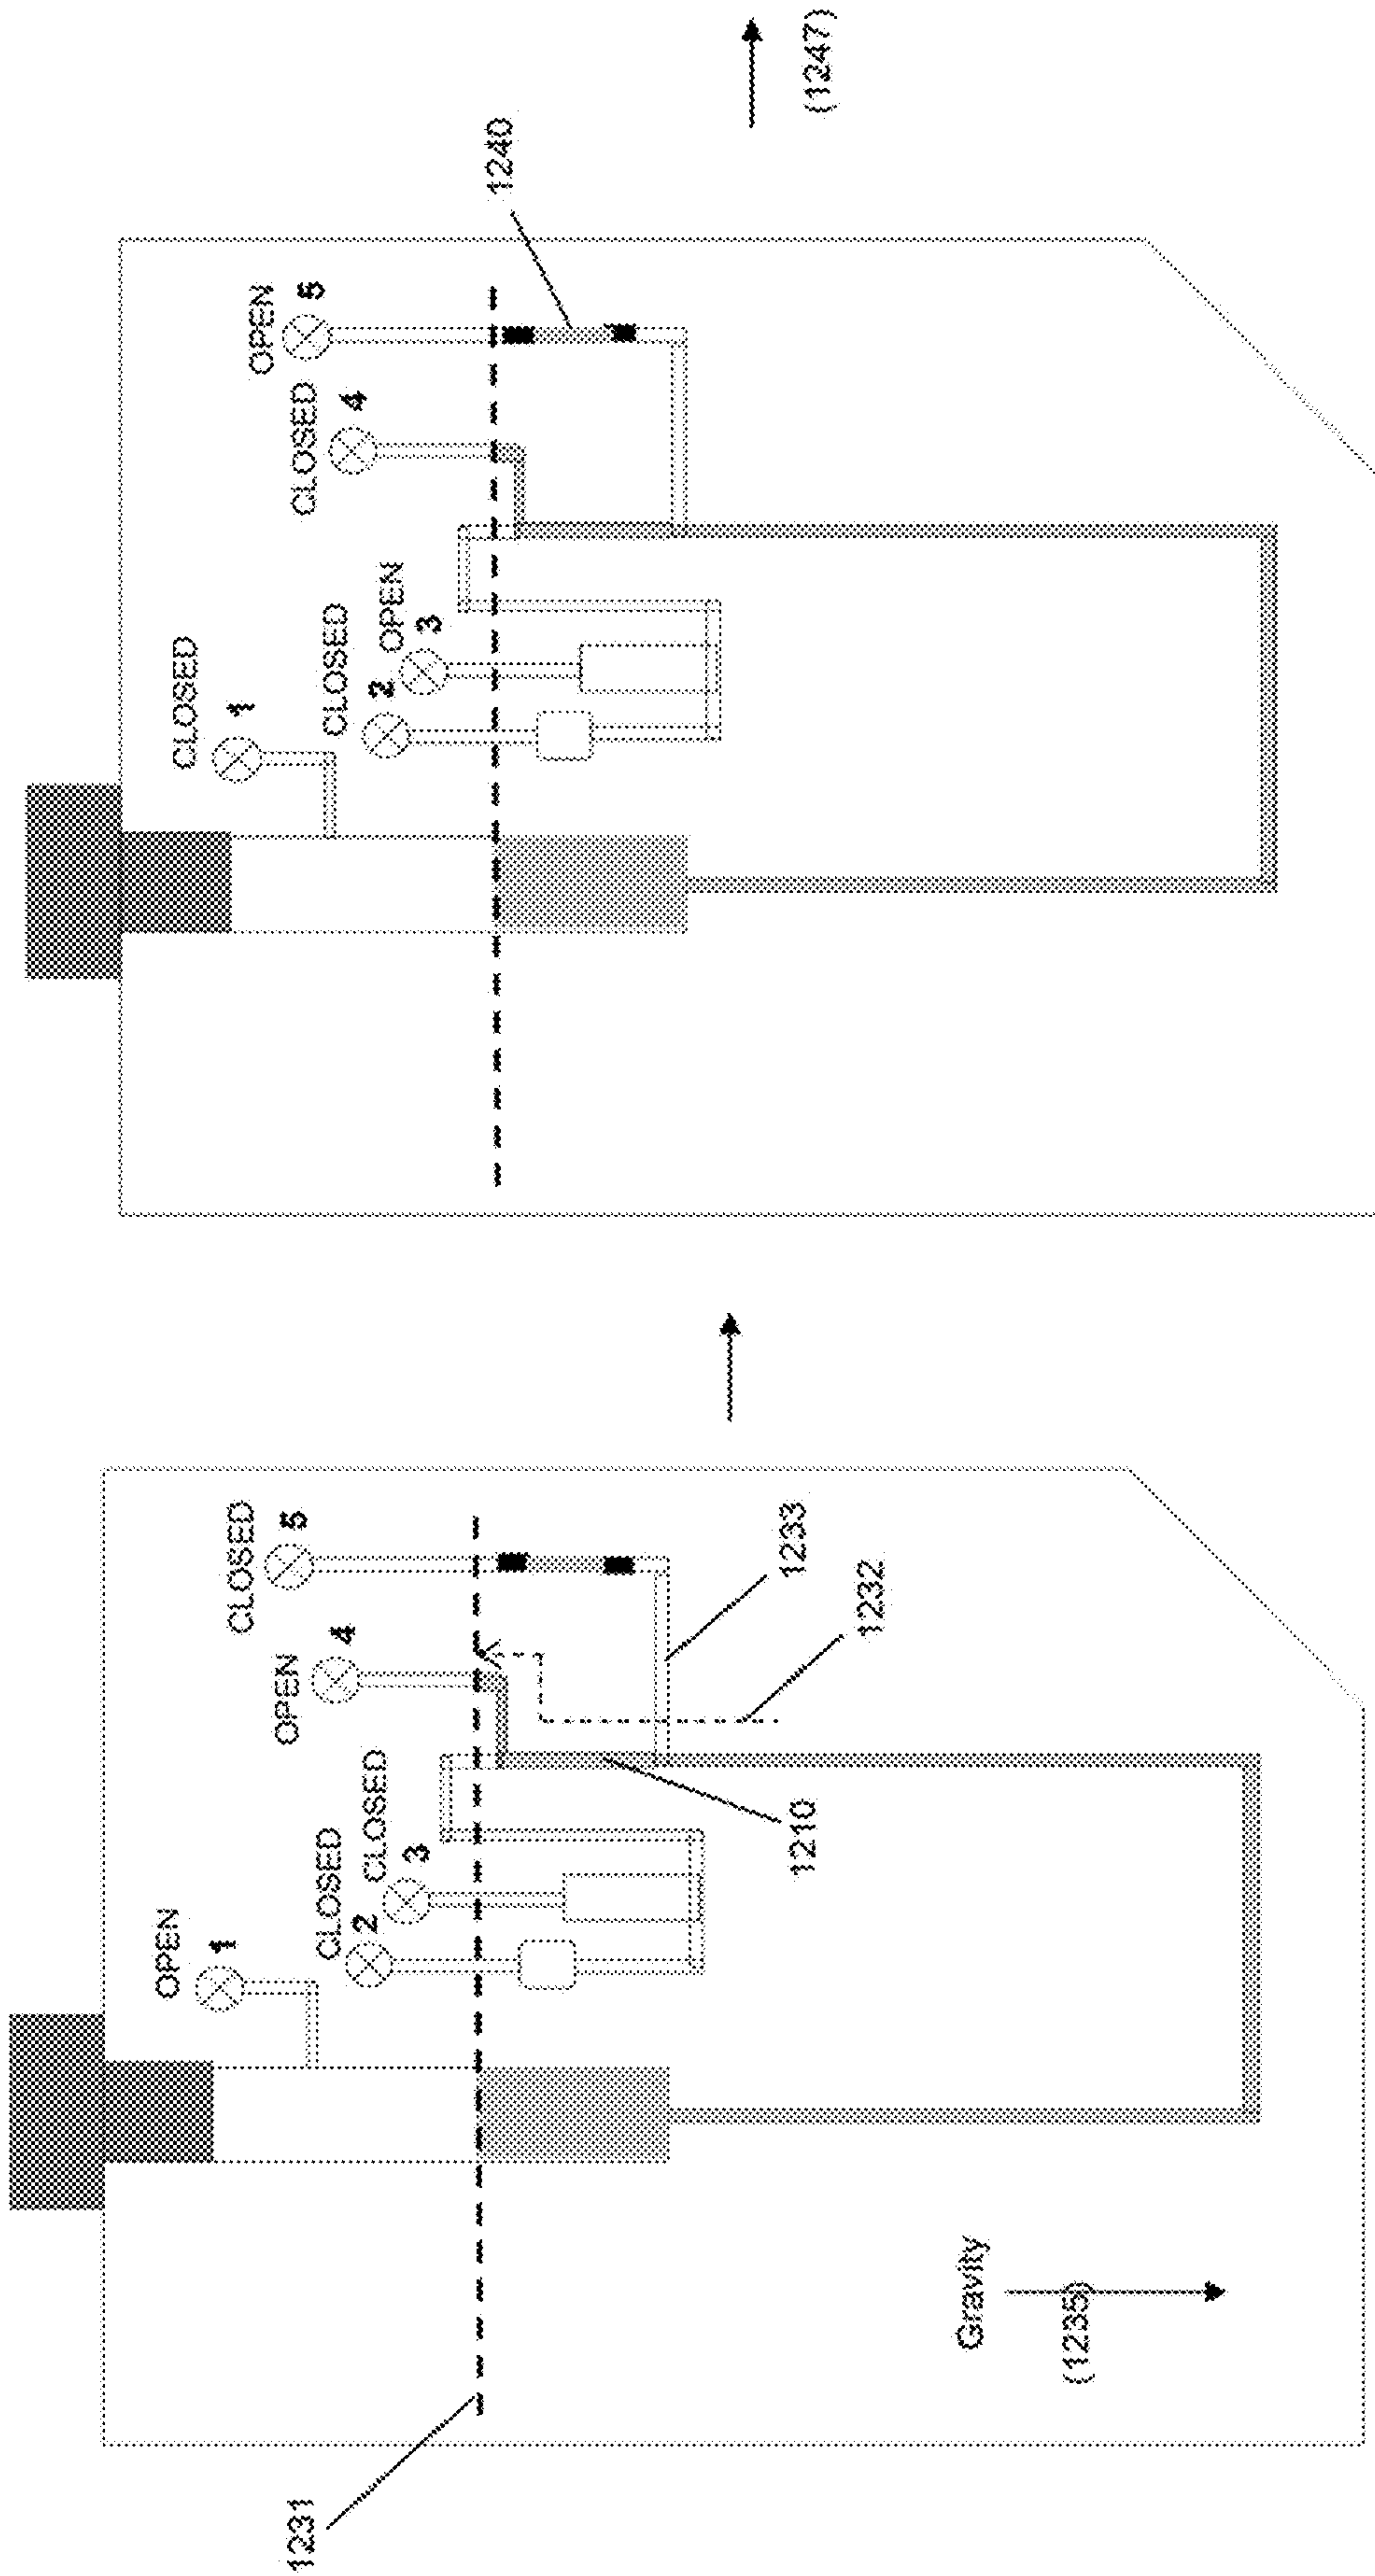 1231
OPEN
1
CLOSED
2
CLOSED
3
OPEN
4
CLOSED
5
1210
1233
1232
Gravity
(1235)
CLOSED
1
CLOSED
2
OPEN
3
CLOSED
4
OPEN
5
1240
(1247)